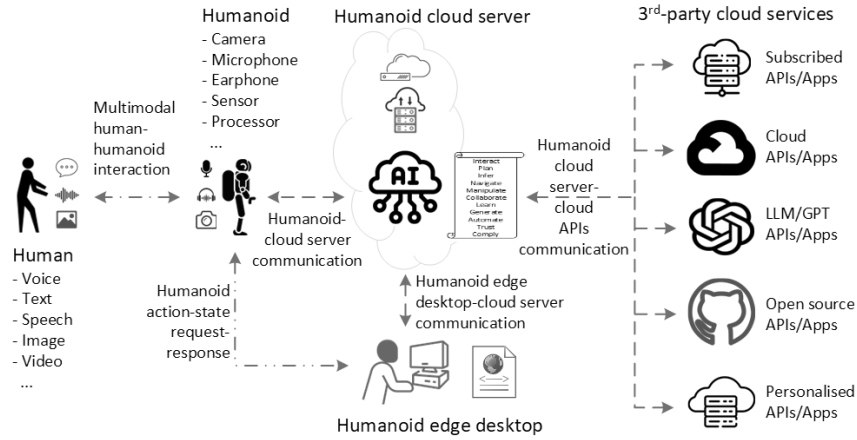 Humanoid
- Camera
- Microphone
- Earphone
- Sensor
- Processor
...
Humanoid cloud server
3rd-party cloud services
Multimodal
human-
humanoid
interaction
Human
- Voice
- Text
- Speech
- Image
- Video
...
Humanoid-
cloud server
communication
Humanoid
action-state
request-
response
AI
Interact
Plan
Infer
Navigate
Manipulate
Collaborate
Learn
Generate
Automate
Trust
Comply
Humanoid
cloud
server-
cloud
APIs
communication
Humanoid edge
desktop-cloud server
communication
Humanoid edge desktop
Subscribed
APIs/Apps
Cloud
APIs/Apps
LLM/GPT
APIs/Apps
Open source
APIs/Apps
Personalised
APIs/Apps